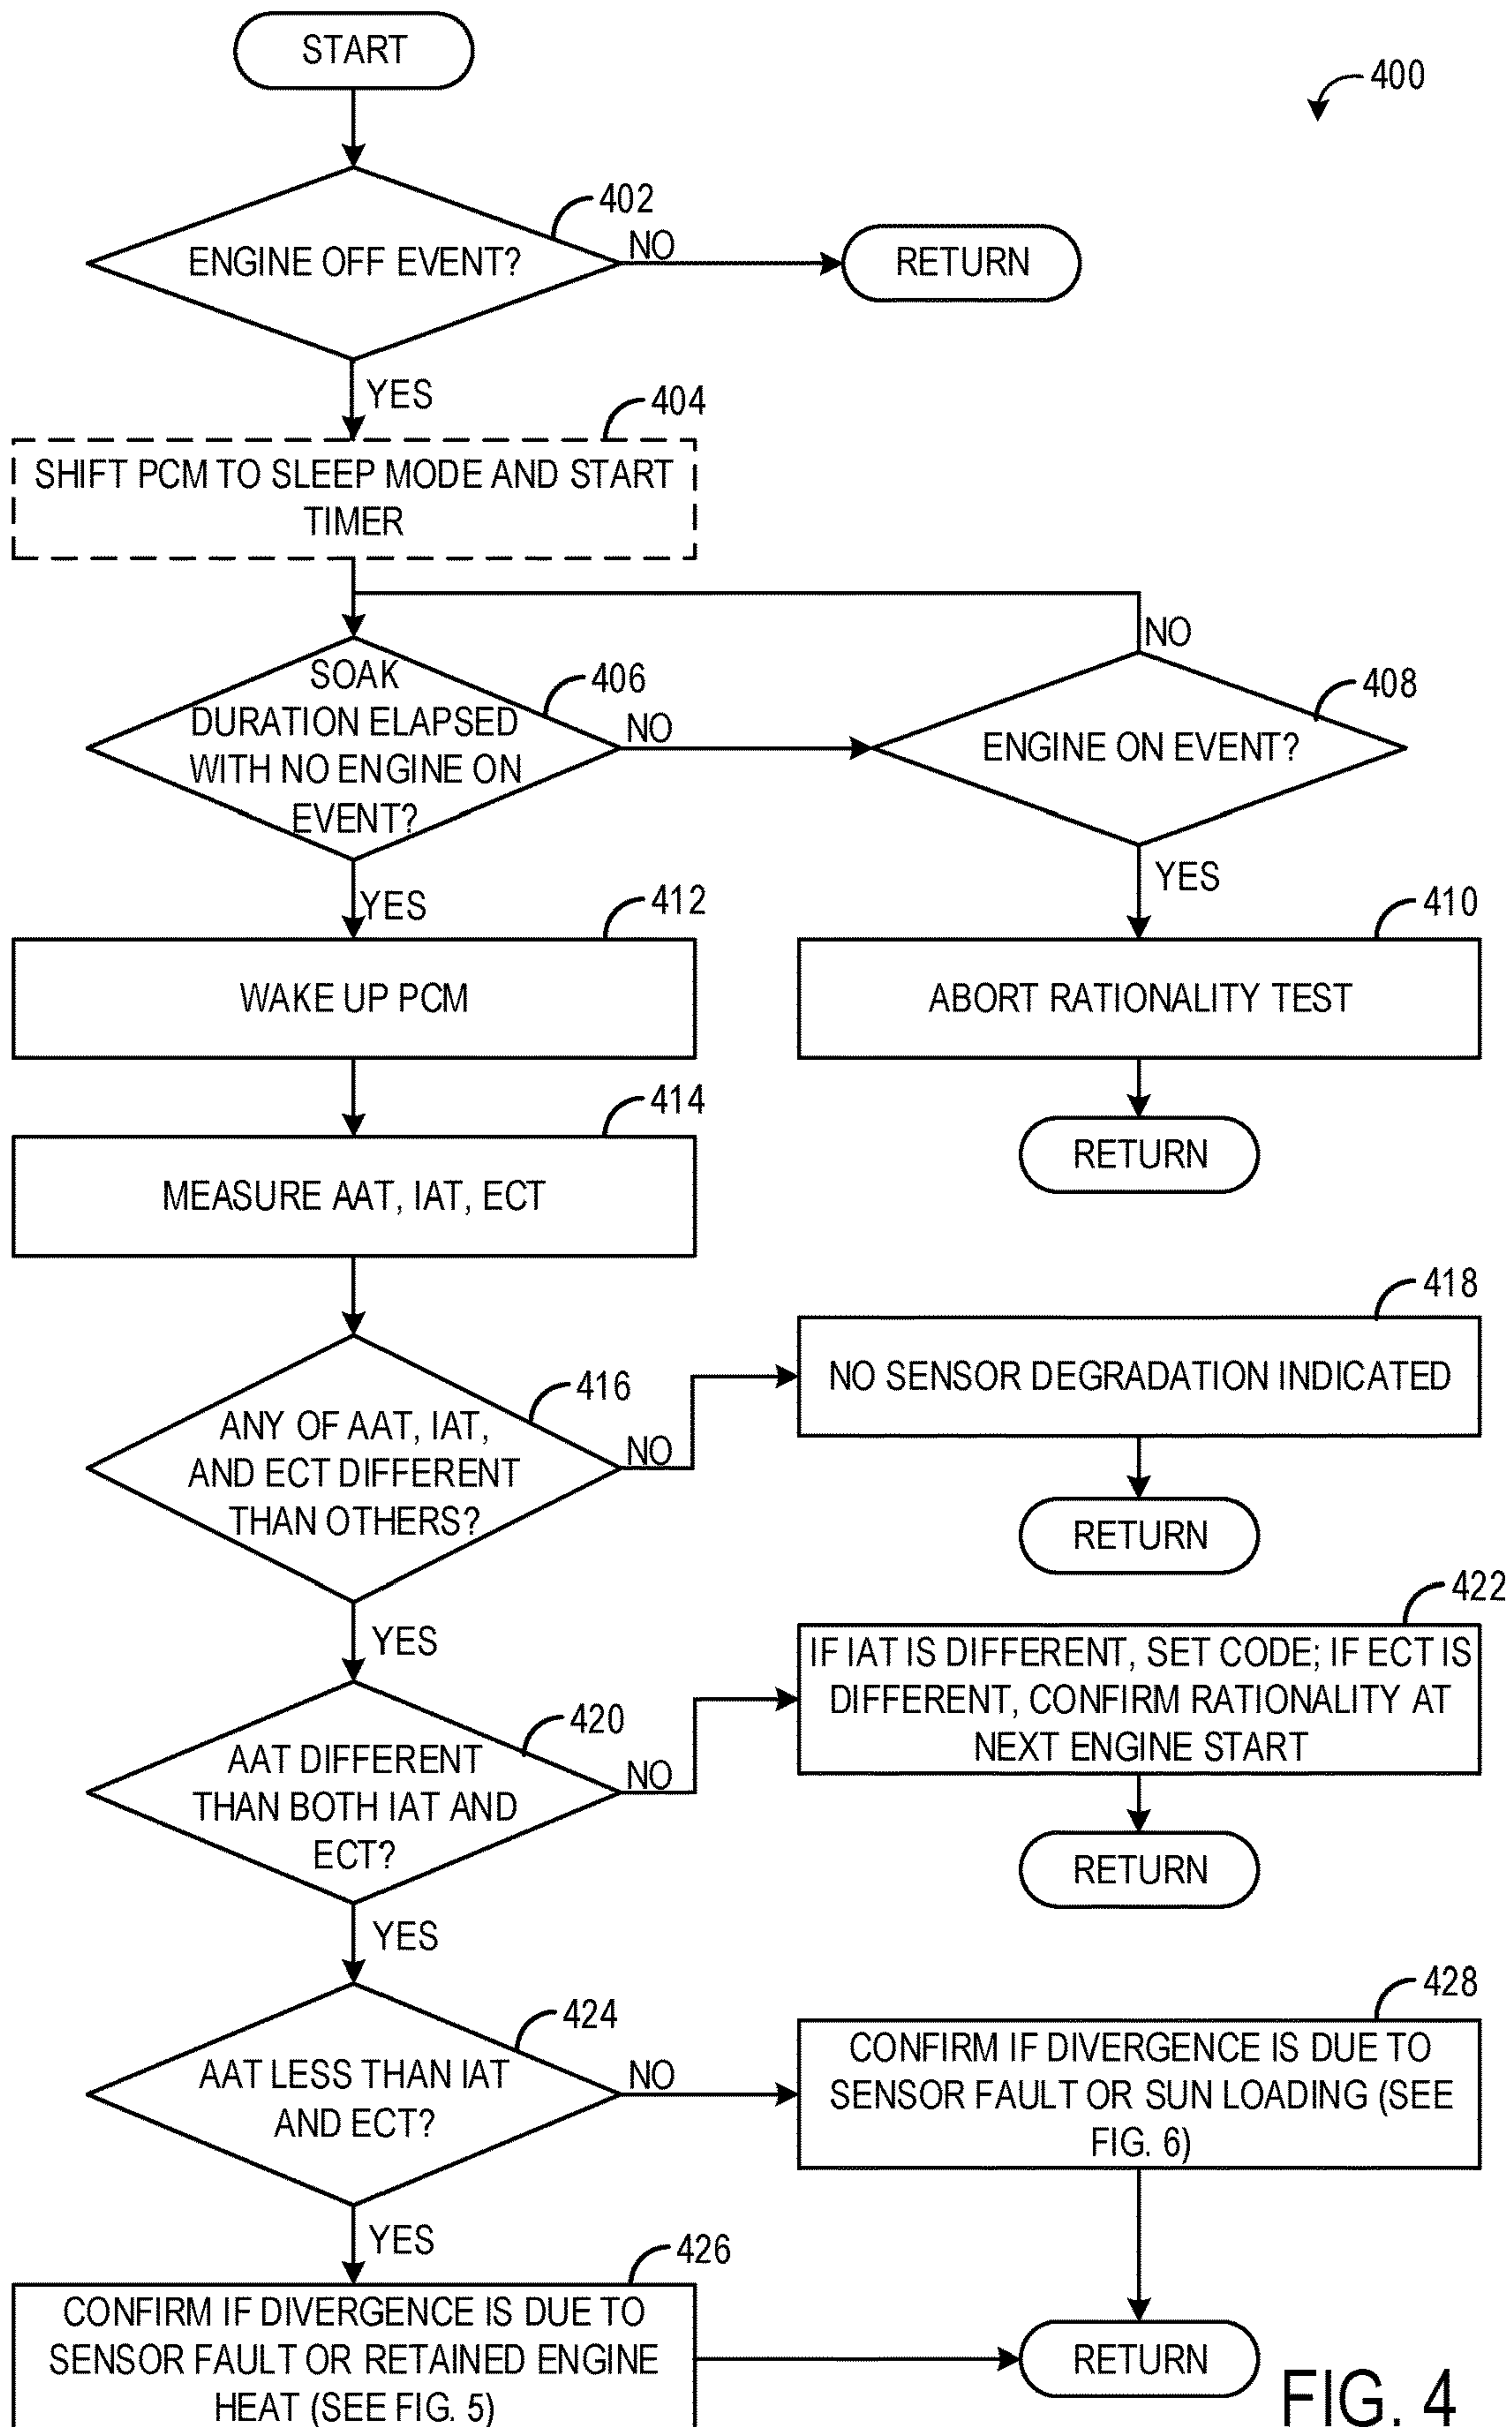 START
400
402
ENGINE OFF EVENT?
NO
RETURN
YES
404
SHIFT PCM TO SLEEP MODE AND START
TIMER
NO
SOAK
DURATION ELAPSED
WITH NO ENGINE ON
EVENT?
406
NO
408
ENGINE ON EVENT?
YES
YES
412
WAKE UP PCM
410
ABORT RATIONALITY TEST
RETURN
414
MEASURE AAT, IAT, ECT
416
ANY OF AAT, IAT,
AND ECT DIFFERENT
THAN OTHERS?
NO
418
NO SENSOR DEGRADATION INDICATED
RETURN
YES
420
AAT DIFFERENT
THAN BOTH IAT AND
ECT?
NO
422
IF IAT IS DIFFERENT, SET CODE; IF ECT IS
DIFFERENT, CONFIRM RATIONALITY AT
NEXT ENGINE START
RETURN
YES
424
AAT LESS THAN IAT
AND ECT?
NO
428
CONFIRM IF DIVERGENCE IS DUE TO
SENSOR FAULT OR SUN LOADING (SEE
FIG. 6)
YES
426
CONFIRM IF DIVERGENCE IS DUE TO
SENSOR FAULT OR RETAINED ENGINE
HEAT (SEE FIG. 5)
RETURN
FIG. 4